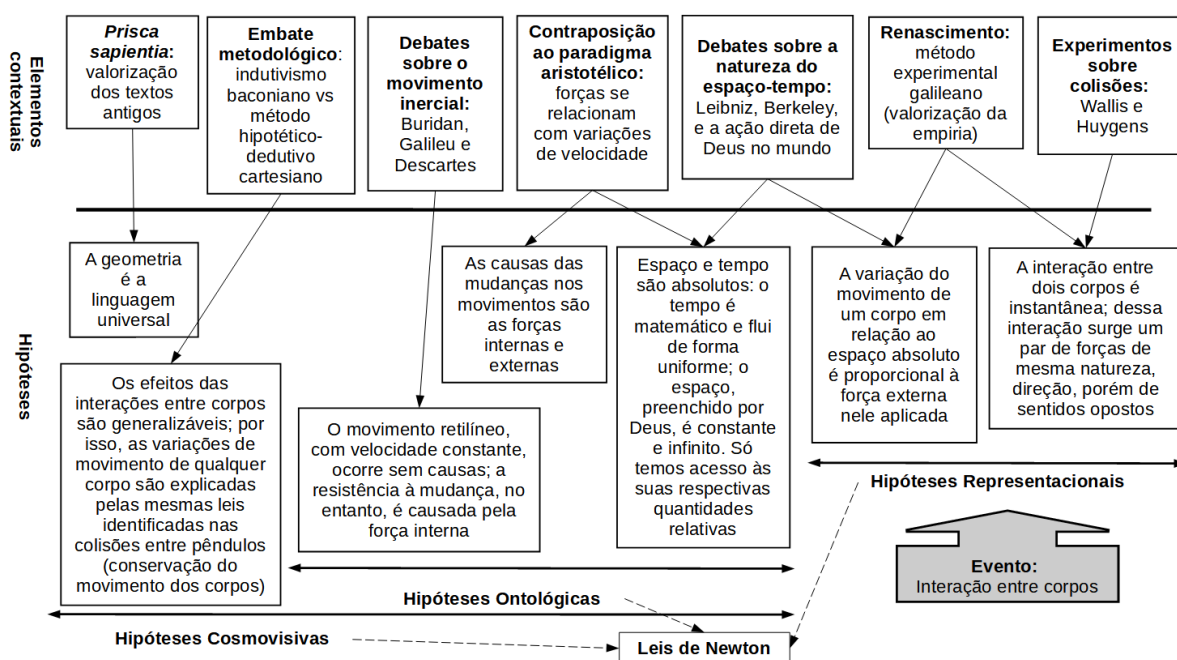 Elementos
contextuais
Prisca
sapientia:
valorização
dos textos
antigos
Embate
metodológico:
indutivismo
baconiano vs
método
hipotético-
dedutivo
cartesiano
Debates
sobre o
movimento
inercial:
Buridan,
Galileu e
Descartes
Contraposição
ao paradigma
aristotélico:
forças se
relacionam
com variações
de velocidade
Debates sobre a
natureza do
espaço-tempo:
Leibniz, Berkeley,
e a ação direta de
Deus no mundo
Renascimento:
método
experimental
galileano
(valorização da
empiria)
Experimentos
sobre
colisões:
Wallis e
Huygens
Hipóteses
A geometria
é a
linguagem
universal
Os efeitos das
interações entre corpos
são generalizáveis; por
isso, as variações de
movimento de qualquer
corpo são explicadas
pelas mesmas leis
identificadas nas
colisões entre pêndulos
(conservação do
movimento dos corpos)
O movimento retilíneo,
com velocidade constante,
ocorre sem causas; a
resistência à mudança, no
entanto, é causada pela
força interna
As causas das
mudanças nos
movimentos são
as forças
internas e
externas
Espaço e tempo
são absolutos: o
tempo é
matemático e flui
de forma
uniforme; o
espaço,
preenchido por
Deus, é constante
e infinito. Só
temos acesso às
suas respectivas
quantidades
relativas
A variação do
movimento de
um corpo em
relação ao
espaço absoluto
é proporcional à
força externa
nele aplicada
A interação entre
dois corpos é
instantânea; dessa
interação surge um
par de forças de
mesma natureza,
direção, porém de
sentidos opostos
Hipóteses Representacionais
Evento:
Interação entre corpos
Hipóteses Ontológicas
Hipóteses Cosmovisivas
Leis de Newton